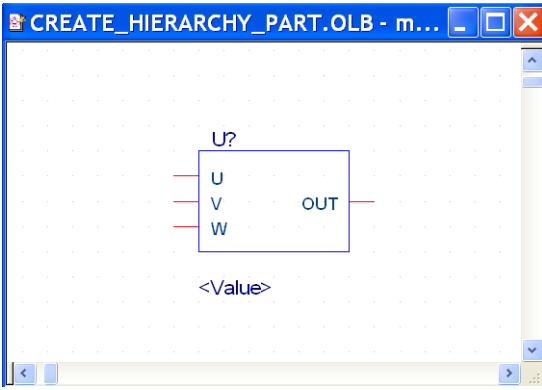 CREATE_HIERARCHY_PART.OLB - m...
U?
U
V OUT
W
<Value>